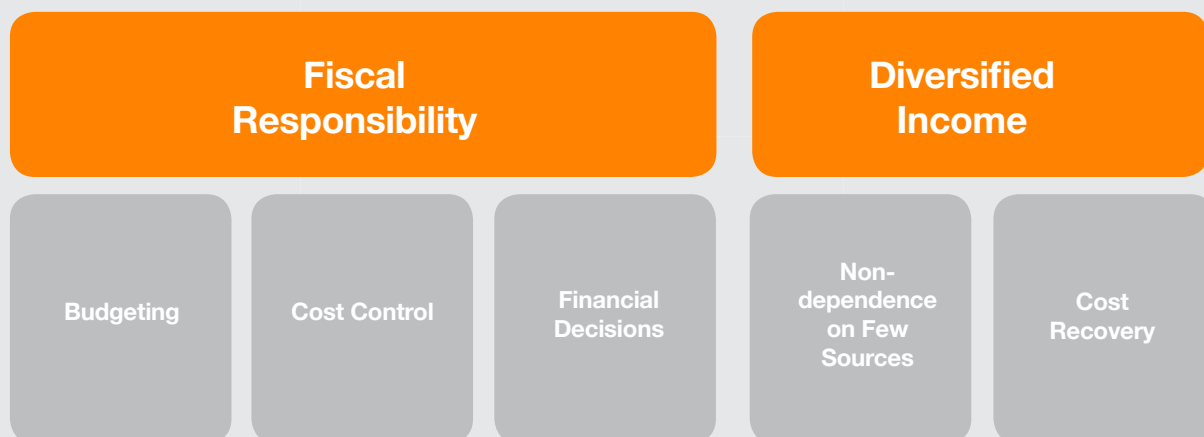 Fiscal
Responsibility
Diversified
Income
Budgeting
Cost Control
Financial
Decisions
Non-
dependence
on Few
Sources
Cost
Recovery